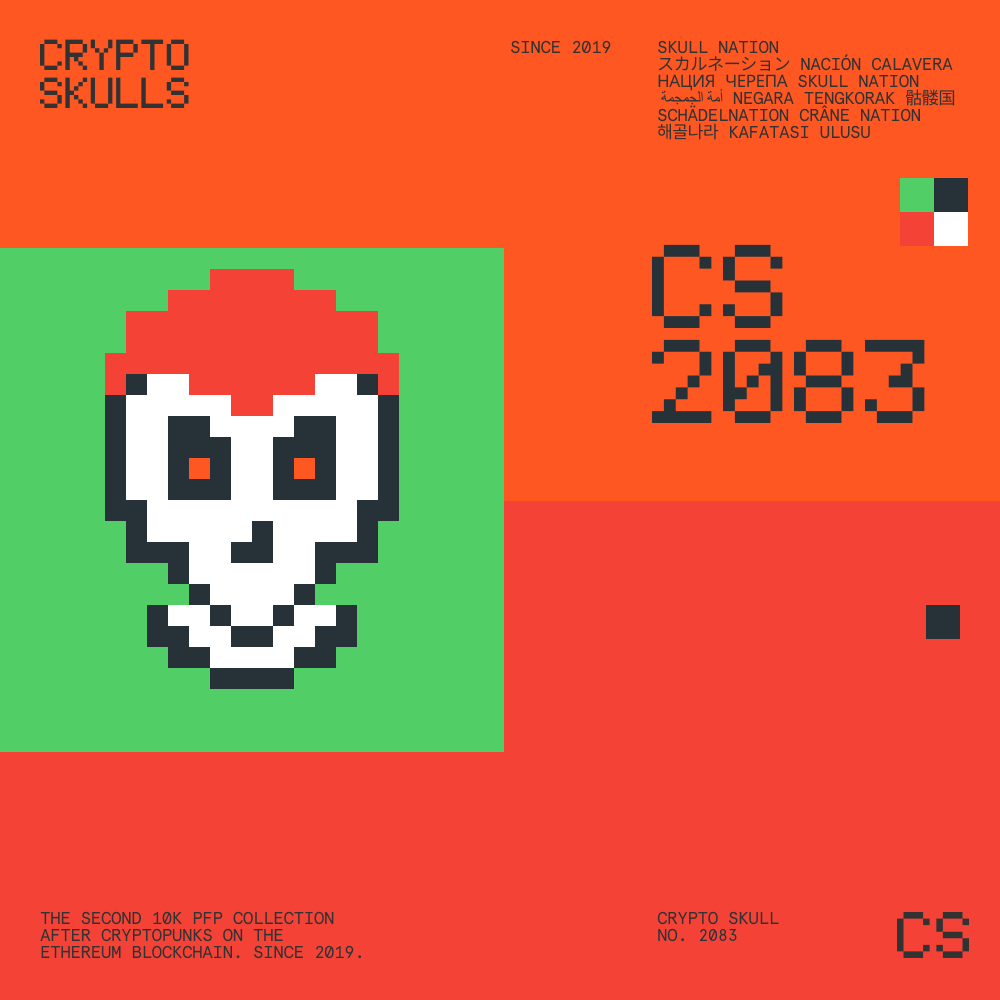 CRYPTO
SKULLS
SINCE 2019
SKULL NATION
スカルネーション NACIÓN CALAVERA
НАЦИЯ ЧЕРЕПА SKULL NATION
أمة الجمجمة NEGARA TENGKORAK 骷髅国
SCHÄDELNATION CRÂNE NATION
해골나라 KAFATASI ULUSU
CS
2083
THE SECOND 10K PFP COLLECTION
AFTER CRYPTOPUNKS ON THE
ETHEREUM BLOCKCHAIN. SINCE 2019.
CRYPTO SKULL
NO. 2083
CS